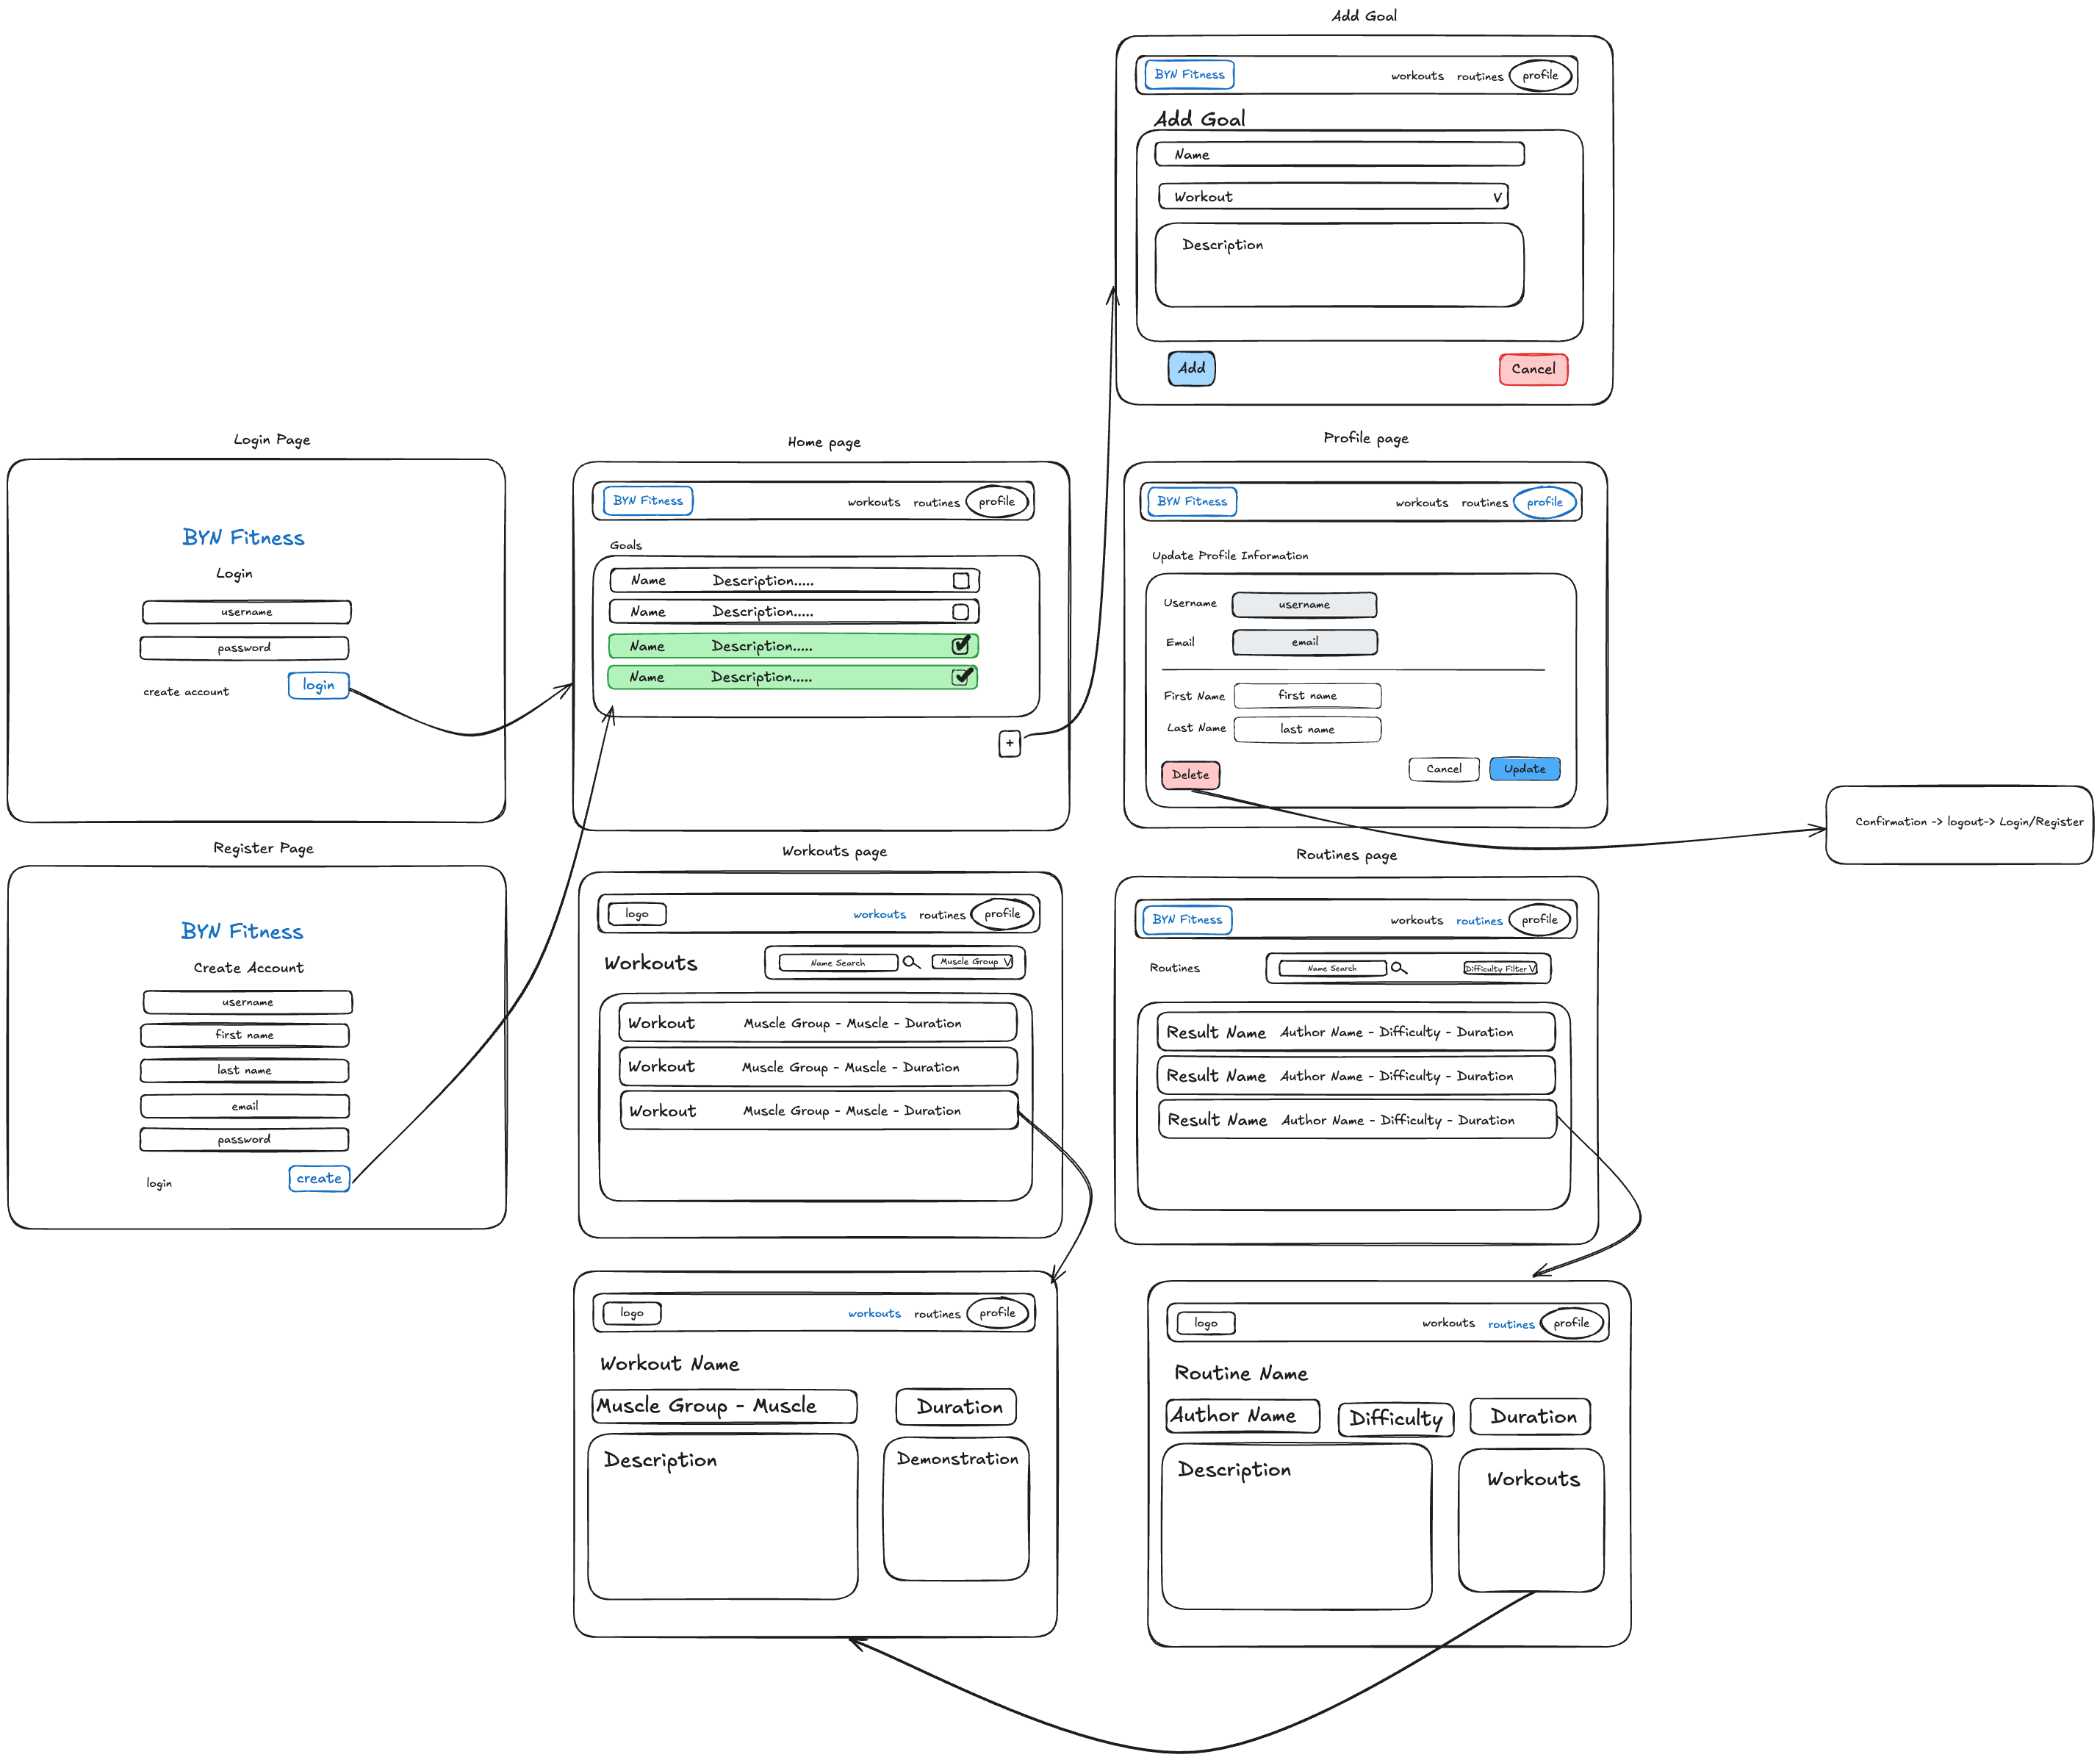 Add Goal
BYN Fitness workouts routines profile
Add Goal
Name
Workout V
Description
Add Cancel
Login Page
BYN Fitness
Login
username
password
create account login
Home page
BYN Fitness workouts routines profile
Goals
Name Description.....
Name Description.....
Name Description.....
Name Description.....
+
Profile page
BYN Fitness workouts routines profile
Update Profile Information
Username username
Email email
First Name first name
Last Name last name
Delete Cancel Update
Confirmation -> logout-> Login/Register
Register Page
BYN Fitness
Create Account
username
first name
last name
email
password
login create
Workouts page
logo workouts routines profile
Workouts Name Search Muscle Group V
Workout Muscle Group - Muscle - Duration
Workout Muscle Group - Muscle - Duration
Workout Muscle Group - Muscle - Duration
Routines page
BYN Fitness workouts routines profile
Routines Name Search Difficulty Filter V
Result Name Author Name - Difficulty - Duration
Result Name Author Name - Difficulty - Duration
Result Name Author Name - Difficulty - Duration
logo workouts routines profile
Workout Name
Muscle Group - Muscle Duration
Description Demonstration
logo workouts routines profile
Routine Name
Author Name Difficulty Duration
Description Workouts